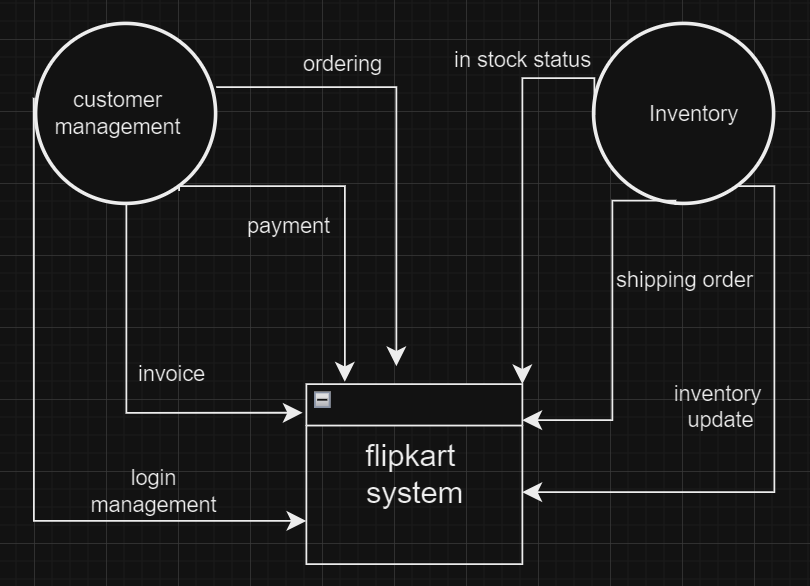 ordering
in stock status
customer
management
Inventory
payment
shipping order
invoice
inventory
update
flipkart
system
login
management